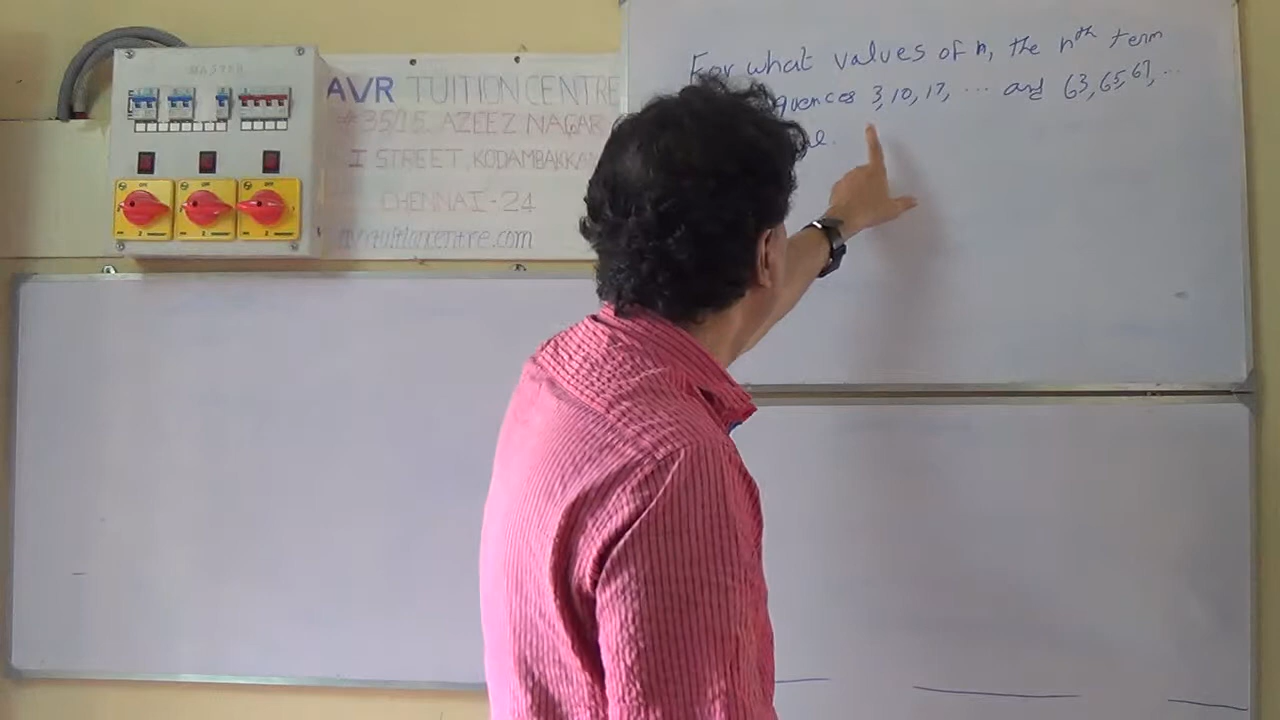 MASTER
AVR TUITION CENTRE
# 35/15, AZEEZ NAGAR
I STREET, KODAMBAKKAM
CHENNAI - 24
avrtuitioncentre.com
For what values of n, the nth term
quences 3, 10, 17, ... and 63, 65, 67, ...